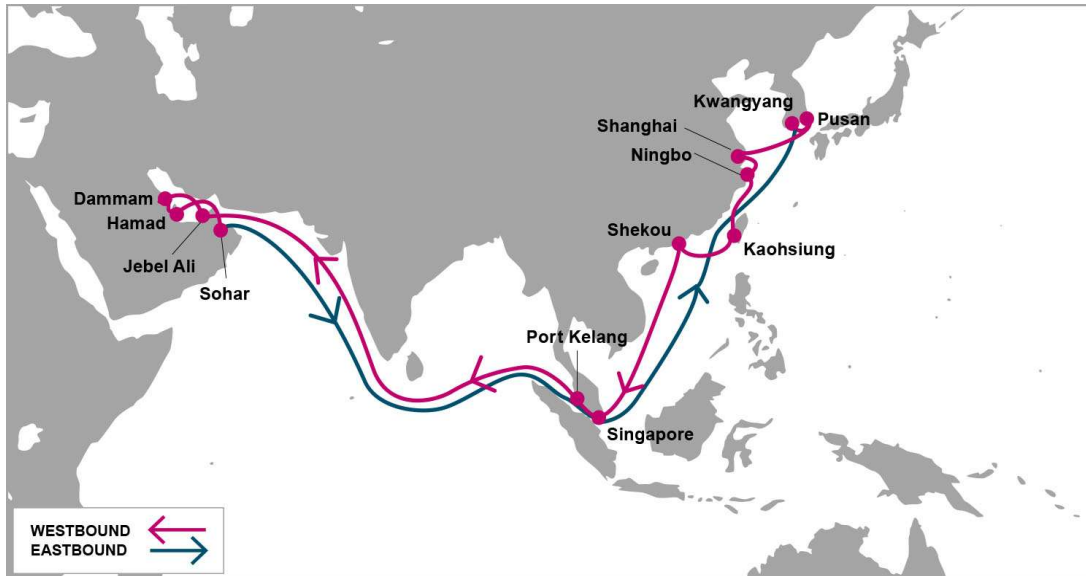 Kwangyang
Pusan
Shanghai
Ningbo
Dammam
Hamad
Shekou
Kaohsiung
Jebel Ali
Sohar
Port Kelang
Singapore
WESTBOUND
EASTBOUND